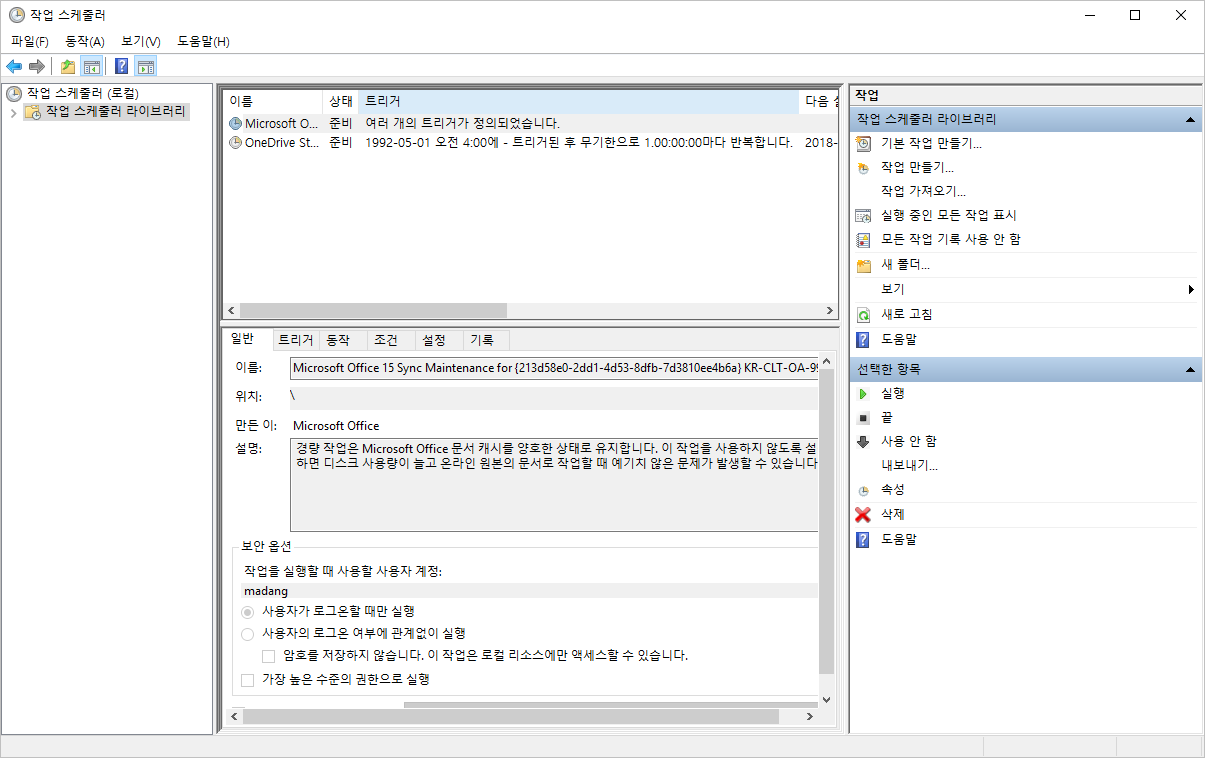 작업 스케줄러
파일(F) 동작(A) 보기(V) 도움말(H)
작업 스케줄러 (로컬)
작업 스케줄러 라이브러리
이름 상태 트리거 다음
Microsoft O... 준비 여러 개의 트리거가 정의되었습니다.
OneDrive St... 준비 1992-05-01 오전 4:00에 - 트리거된 후 무기한으로 1.00:00:00마다 반복합니다. 2018-
일반 트리거 동작 조건 설정 기록
이름: Microsoft Office 15 Sync Maintenance for {213d58e0-2dd1-4d53-8dfb-7d3810ee4b6a} KR-CLT-OA-99
위치: \
만든 이: Microsoft Office
설명: 경량 작업은 Microsoft Office 문서 캐시를 양호한 상태로 유지합니다. 이 작업을 사용하지 않도록 설
하면 디스크 사용량이 늘고 온라인 원본의 문서로 작업할 때 예기치 않은 문제가 발생할 수 있습니다
보안 옵션
작업을 실행할 때 사용할 사용자 계정:
madang
사용자가 로그온할 때만 실행
사용자의 로그온 여부에 관계없이 실행
암호를 저장하지 않습니다. 이 작업은 로컬 리소스에만 액세스할 수 있습니다.
가장 높은 수준의 권한으로 실행
작업
작업 스케줄러 라이브러리
기본 작업 만들기...
작업 만들기...
작업 가져오기...
실행 중인 모든 작업 표시
모든 작업 기록 사용 안 함
새 폴더...
보기
새로 고침
도움말
선택한 항목
실행
끝
사용 안 함
내보내기...
속성
삭제
도움말